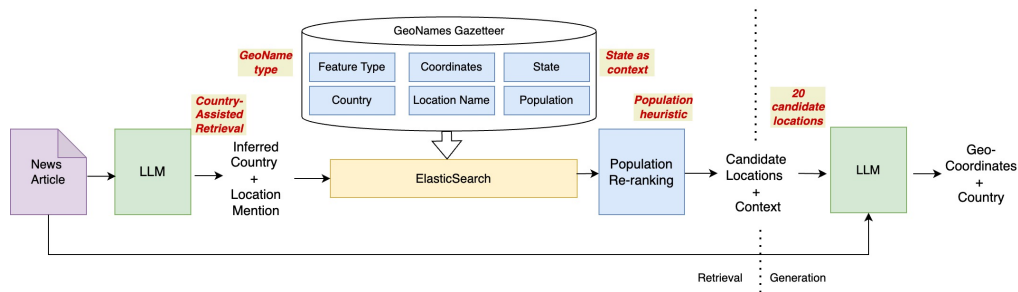 GeoNames Gazetteer
GeoName
type
Feature Type
Coordinates
State
State as
context
Country
Location Name
Population
Country-
Assisted
Retrieval
Population
heuristic
20
candidate
locations
News
Article
LLM
Inferred
Country
+
Location
Mention
ElasticSearch
Population
Re-ranking
Candidate
Locations
+
Context
LLM
Geo-
Coordinates
+
Country
Retrieval
Generation